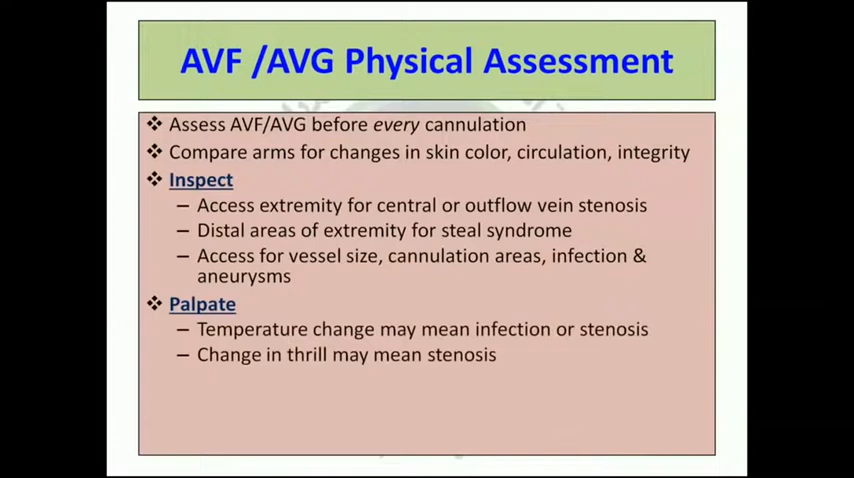 AVF /AVG Physical Assessment
❖ Assess AVF/AVG before every cannulation
❖ Compare arms for changes in skin color, circulation, integrity
❖ Inspect
– Access extremity for central or outflow vein stenosis
– Distal areas of extremity for steal syndrome
– Access for vessel size, cannulation areas, infection &
aneurysms
❖ Palpate
– Temperature change may mean infection or stenosis
– Change in thrill may mean stenosis